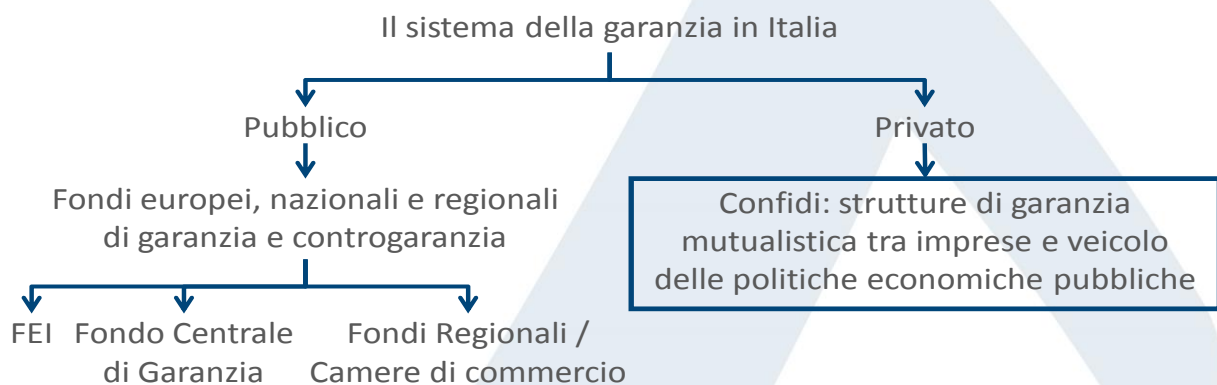 Il sistema della garanzia in Italia
Pubblico
Privato
Fondi europei, nazionali e regionali
di garanzia e controgaranzia
Confidi: strutture di garanzia
mutualistica tra imprese e veicolo
delle politiche economiche pubbliche
FEI
Fondo Centrale
di Garanzia
Fondi Regionali /
Camere di commercio